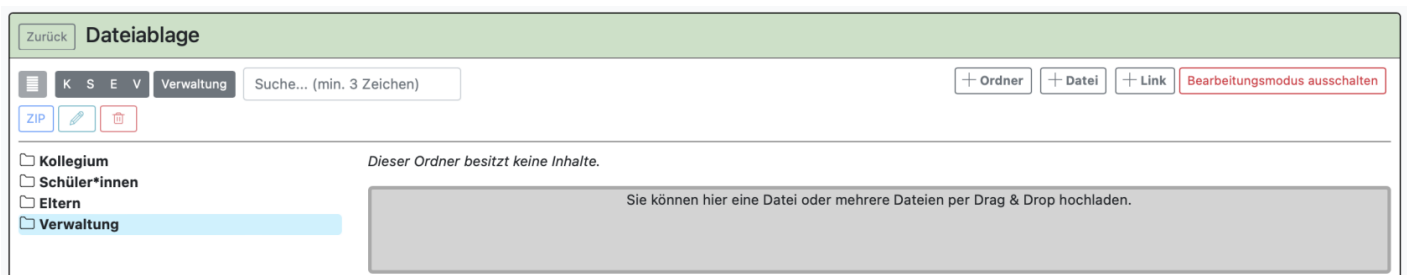 Zurück Dateiablage
K S E V Verwaltung Suche... (min. 3 Zeichen) + Ordner + Datei + Link Bearbeitungsmodus ausschalten
ZIP
Kollegium
Schüler*innen
Eltern
Verwaltung
Dieser Ordner besitzt keine Inhalte.
Sie können hier eine Datei oder mehrere Dateien per Drag & Drop hochladen.